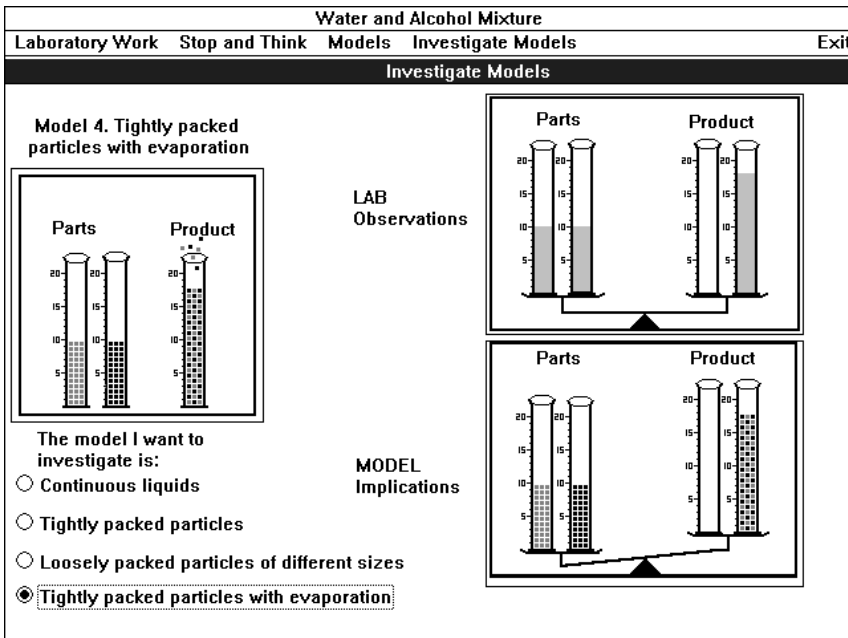 Water and Alcohol Mixture
Laboratory Work Stop and Think Models Investigate Models Exit
Investigate Models
Model 4. Tightly packed
particles with evaporation
Parts Product
20 20 20
15 15 15
10 10 10
5 5 5
The model I want to
investigate is:
Continuous liquids
Tightly packed particles
Loosely packed particles of different sizes
Tightly packed particles with evaporation
LAB
Observations
Parts Product
20 20 20 20
15 15 15 15
10 10 10 10
5 5 5 5
MODEL
Implications
Parts Product
20 20 20 20
15 15 15 15
10 10 10 10
5 5 5 5